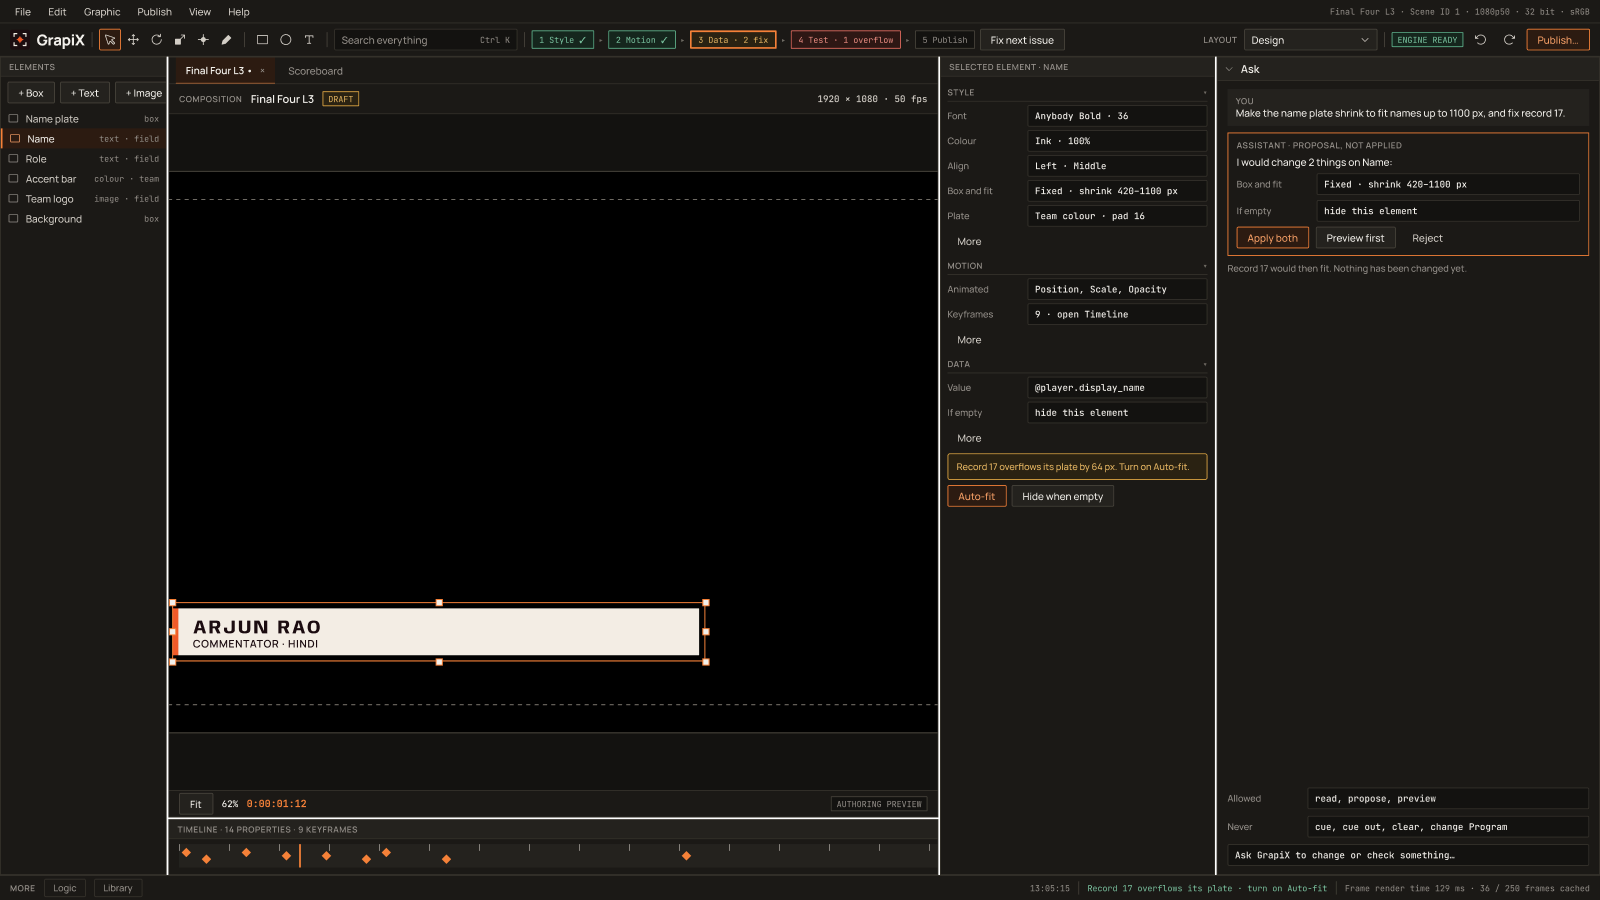 File Edit Graphic Publish View Help
Final Four L3 · Scene ID 1 · 1080p50 · 32 bit · sRGB
GrapiX
Search everything Ctrl K
1 Style ✓ 2 Motion ✓ 3 Data · 2 fix 4 Test · 1 overflow 5 Publish Fix next issue
LAYOUT Design ENGINE READY Publish…
ELEMENTS
+ Box + Text + Image
Name plate box
Name text · field
Role text · field
Accent bar colour · team
Team logo image · field
Background box
Final Four L3 • × Scoreboard
COMPOSITION Final Four L3 DRAFT 1920 × 1080 · 50 fps
ARJUN RAO
COMMENTATOR · HINDI
Fit 62% 0:00:01:12 AUTHORING PREVIEW
TIMELINE · 14 PROPERTIES · 9 KEYFRAMES
SELECTED ELEMENT · NAME
STYLE
Font Anybody Bold · 36
Colour Ink · 100%
Align Left · Middle
Box and fit Fixed · shrink 420–1100 px
Plate Team colour · pad 16
More
MOTION
Animated Position, Scale, Opacity
Keyframes 9 · open Timeline
More
DATA
Value @player.display_name
If empty hide this element
More
Record 17 overflows its plate by 64 px. Turn on Auto-fit.
Auto-fit Hide when empty
Ask
YOU
Make the name plate shrink to fit names up to 1100 px, and fix record 17.
ASSISTANT · PROPOSAL, NOT APPLIED
I would change 2 things on Name:
Box and fit Fixed · shrink 420–1100 px
If empty hide this element
Apply both Preview first Reject
Record 17 would then fit. Nothing has been changed yet.
Allowed read, propose, preview
Never cue, cue out, clear, change Program
Ask GrapiX to change or check something…
MORE Logic Library
13:05:15 Record 17 overflows its plate · turn on Auto-fit Frame render time 129 ms · 36 / 250 frames cached